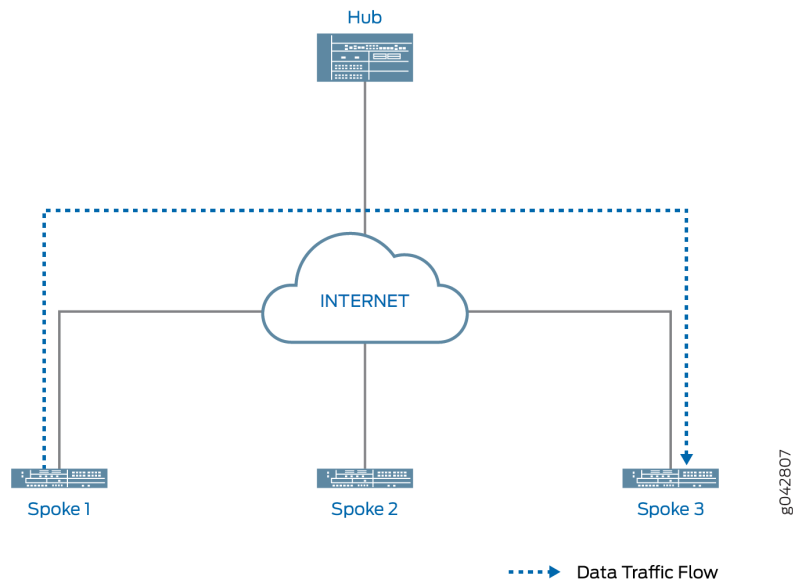 Hub
INTERNET
Spoke 1
Spoke 2
Spoke 3
g042807
Data Traffic Flow